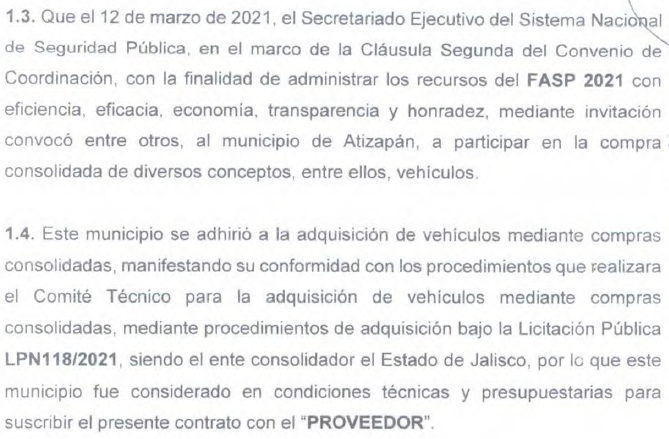 1.3. Que el 12 de marzo de 2021, el Secretariado Ejecutivo del Sistema Nacional
de Seguridad Pública, en el marco de la Cláusula Segunda del Convenio de
Coordinación, con la finalidad de administrar los recursos del FASP 2021 con
eficiencia, eficacia, economía, transparencia y honradez, mediante invitación
convocó entre otros, al municipio de Atizapán, a participar en la compra
consolidada de diversos conceptos, entre ellos, vehículos.
1.4. Este municipio se adhirió a la adquisición de vehículos mediante compras
consolidadas, manifestando su conformidad con los procedimientos que realizara
el Comité Técnico para la adquisición de vehículos mediante compras
consolidadas, mediante procedimientos de adquisición bajo la Licitación Pública
LPN118/2021, siendo el ente consolidador el Estado de Jalisco, por lo que este
municipio fue considerado en condiciones técnicas y presupuestarias para
suscribir el presente contrato con el “PROVEEDOR”.